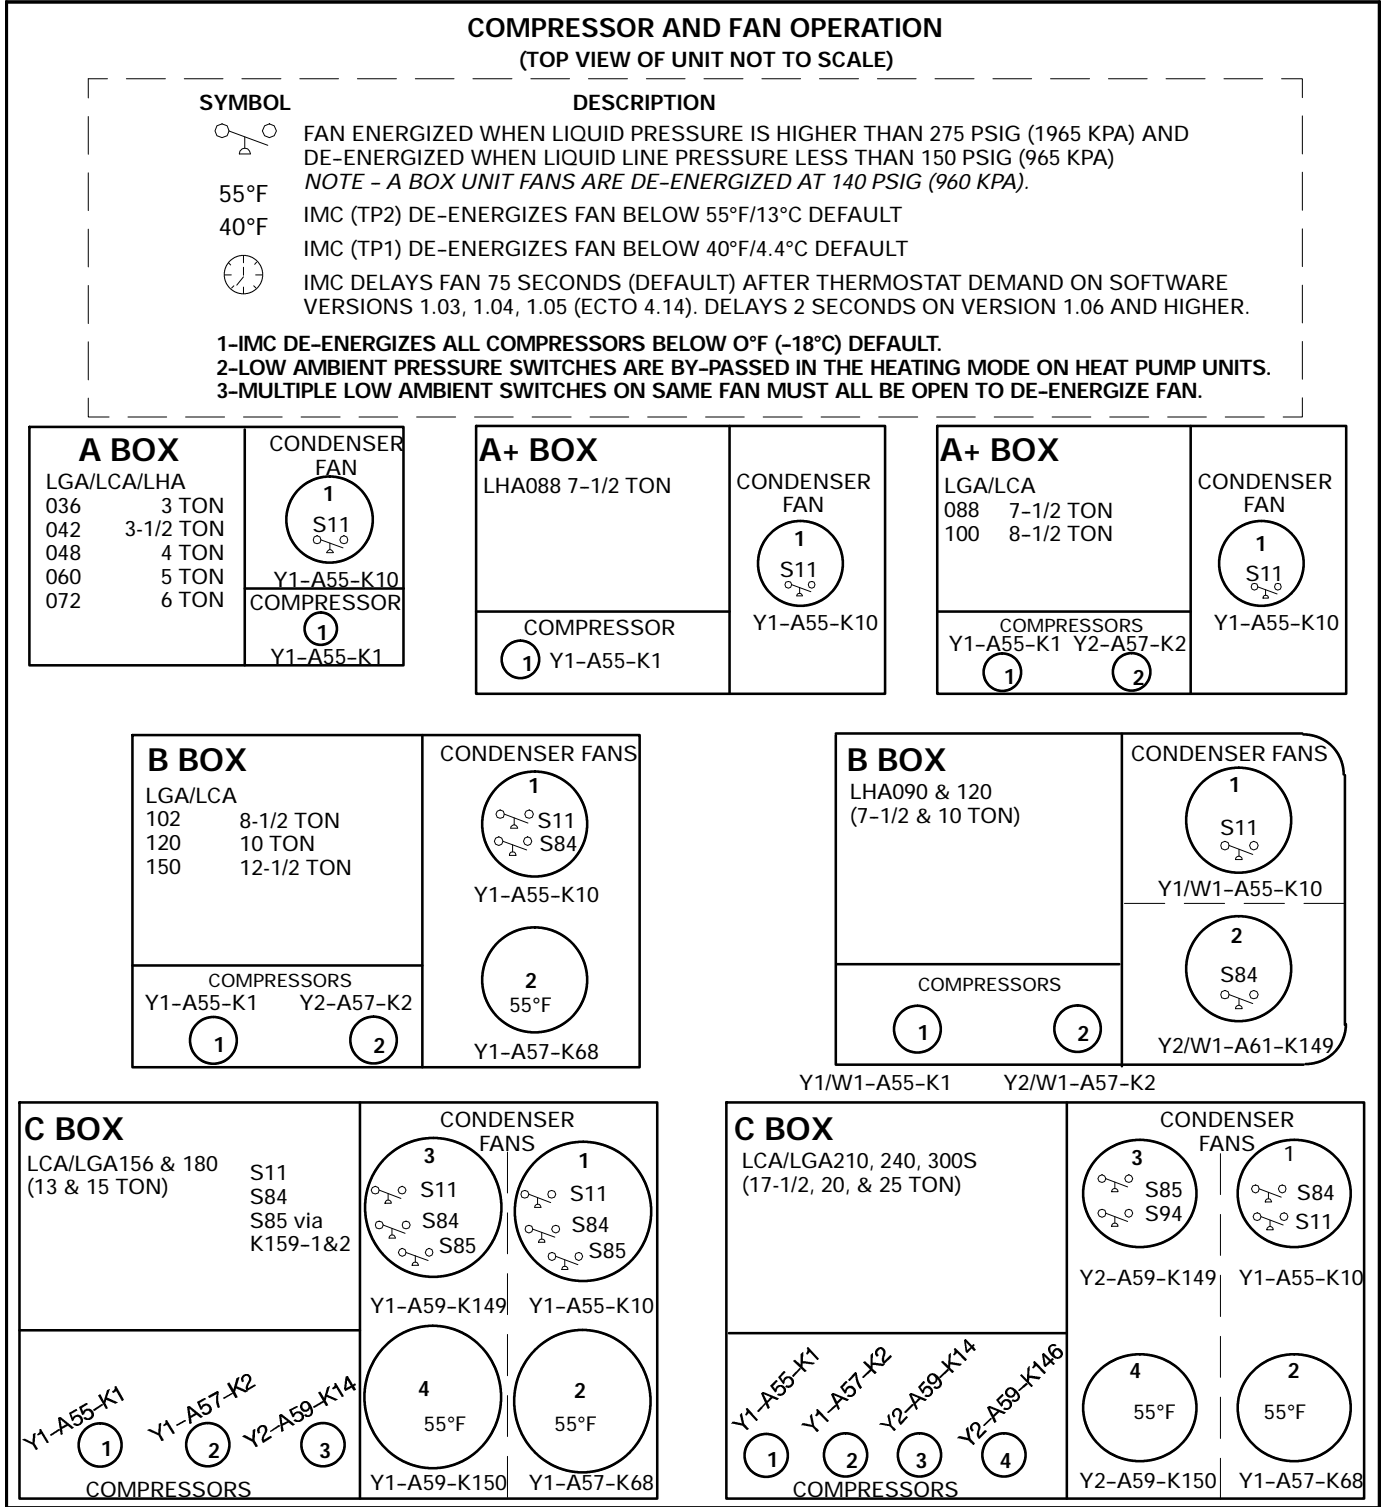 COMPRESSOR AND FAN OPERATION
(TOP VIEW OF UNIT NOT TO SCALE)
SYMBOL DESCRIPTION
FAN ENERGIZED WHEN LIQUID PRESSURE IS HIGHER THAN 275 PSIG (1965 KPA) AND
DE-ENERGIZED WHEN LIQUID LINE PRESSURE LESS THAN 150 PSIG (965 KPA)
NOTE - A BOX UNIT FANS ARE DE-ENERGIZED AT 140 PSIG (960 KPA).
55°F
IMC (TP2) DE-ENERGIZES FAN BELOW 55°F/13°C DEFAULT
40°F
IMC (TP1) DE-ENERGIZES FAN BELOW 40°F/4.4°C DEFAULT
IMC DELAYS FAN 75 SECONDS (DEFAULT) AFTER THERMOSTAT DEMAND ON SOFTWARE
VERSIONS 1.03, 1.04, 1.05 (ECTO 4.14). DELAYS 2 SECONDS ON VERSION 1.06 AND HIGHER.
1-IMC DE-ENERGIZES ALL COMPRESSORS BELOW O°F (-18°C) DEFAULT.
2-LOW AMBIENT PRESSURE SWITCHES ARE BY-PASSED IN THE HEATING MODE ON HEAT PUMP UNITS.
3-MULTIPLE LOW AMBIENT SWITCHES ON SAME FAN MUST ALL BE OPEN TO DE-ENERGIZE FAN.
A BOX
LGA/LCA/LHA
036 3 TON
042 3-1/2 TON
048 4 TON
060 5 TON
072 6 TON
CONDENSER
FAN
1
S11
Y1-A55-K10
COMPRESSOR
1
Y1-A55-K1
A+ BOX
LHA088 7-1/2 TON
CONDENSER
FAN
1
S11
Y1-A55-K10
COMPRESSOR
1 Y1-A55-K1
A+ BOX
LGA/LCA
088 7-1/2 TON
100 8-1/2 TON
CONDENSER
FAN
1
S11
Y1-A55-K10
COMPRESSORS
Y1-A55-K1 Y2-A57-K2
1 2
B BOX
LGA/LCA
102 8-1/2 TON
120 10 TON
150 12-1/2 TON
CONDENSER FANS
1
S11
S84
Y1-A55-K10
2
55°F
Y1-A57-K68
COMPRESSORS
Y1-A55-K1 Y2-A57-K2
1 2
B BOX
LHA090 & 120
(7-1/2 & 10 TON)
CONDENSER FANS
1
S11
Y1/W1-A55-K10
2
S84
Y2/W1-A61-K149
COMPRESSORS
1 2
Y1/W1-A55-K1 Y2/W1-A57-K2
C BOX
LCA/LGA156 & 180
(13 & 15 TON)
S11
S84
S85 via
K159-1&2
CONDENSER
FANS
3 1
S11 S11
S84 S84
S85 S85
Y1-A59-K149 Y1-A55-K10
4 2
55°F 55°F
Y1-A59-K150 Y1-A57-K68
Y1-A55-K1 Y1-A57-K2 Y2-A59-K14
1 2 3
COMPRESSORS
C BOX
LCA/LGA210, 240, 300S
(17-1/2, 20, & 25 TON)
CONDENSER
FANS
3 1
S85 S84
S94 S11
Y2-A59-K149 Y1-A55-K10
4 2
55°F 55°F
Y2-A59-K150 Y1-A57-K68
Y1-A55-K1 Y1-A57-K2 Y2-A59-K14 Y2-A59-K146
1 2 3 4
COMPRESSORS